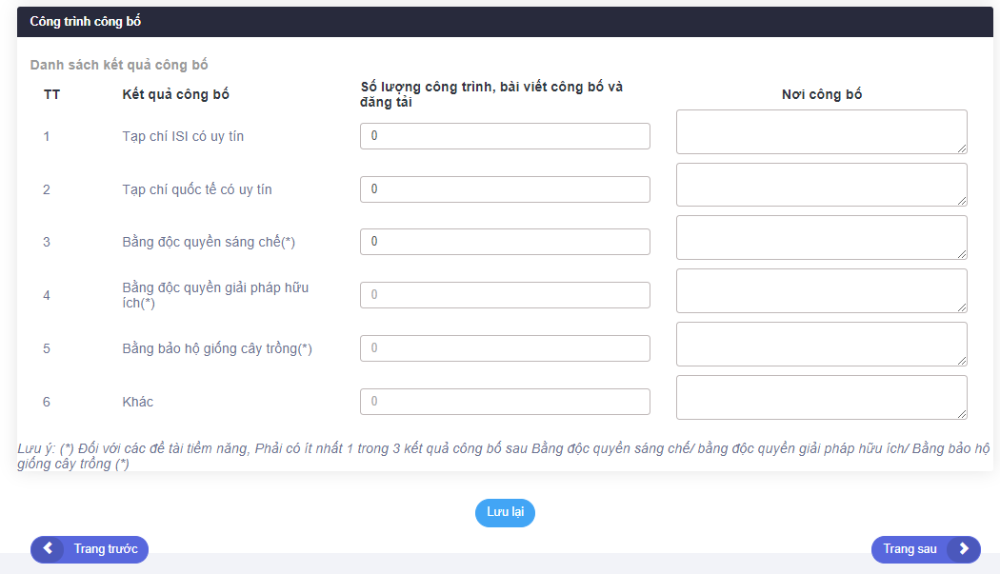 Công trình công bố
Danh sách kết quả công bố
TT
Kết quả công bố
Số lượng công trình, bài viết công bố và
đăng tải
Nơi công bố
1
Tạp chí ISI có uy tín
0
2
Tạp chí quốc tế có uy tín
0
3
Bằng độc quyền sáng chế(*)
0
4
Bằng độc quyền giải pháp hữu
ích(*)
0
5
Bằng bảo hộ giống cây trồng(*)
0
6
Khác
0
Lưu ý: (*) Đối với các đề tài tiềm năng, Phải có ít nhất 1 trong 3 kết quả công bố sau Bằng độc quyền sáng chế/ bằng độc quyền giải pháp hữu ích/ Bằng bảo hộ
giống cây trồng (*)
Lưu lại
Trang trước
Trang sau